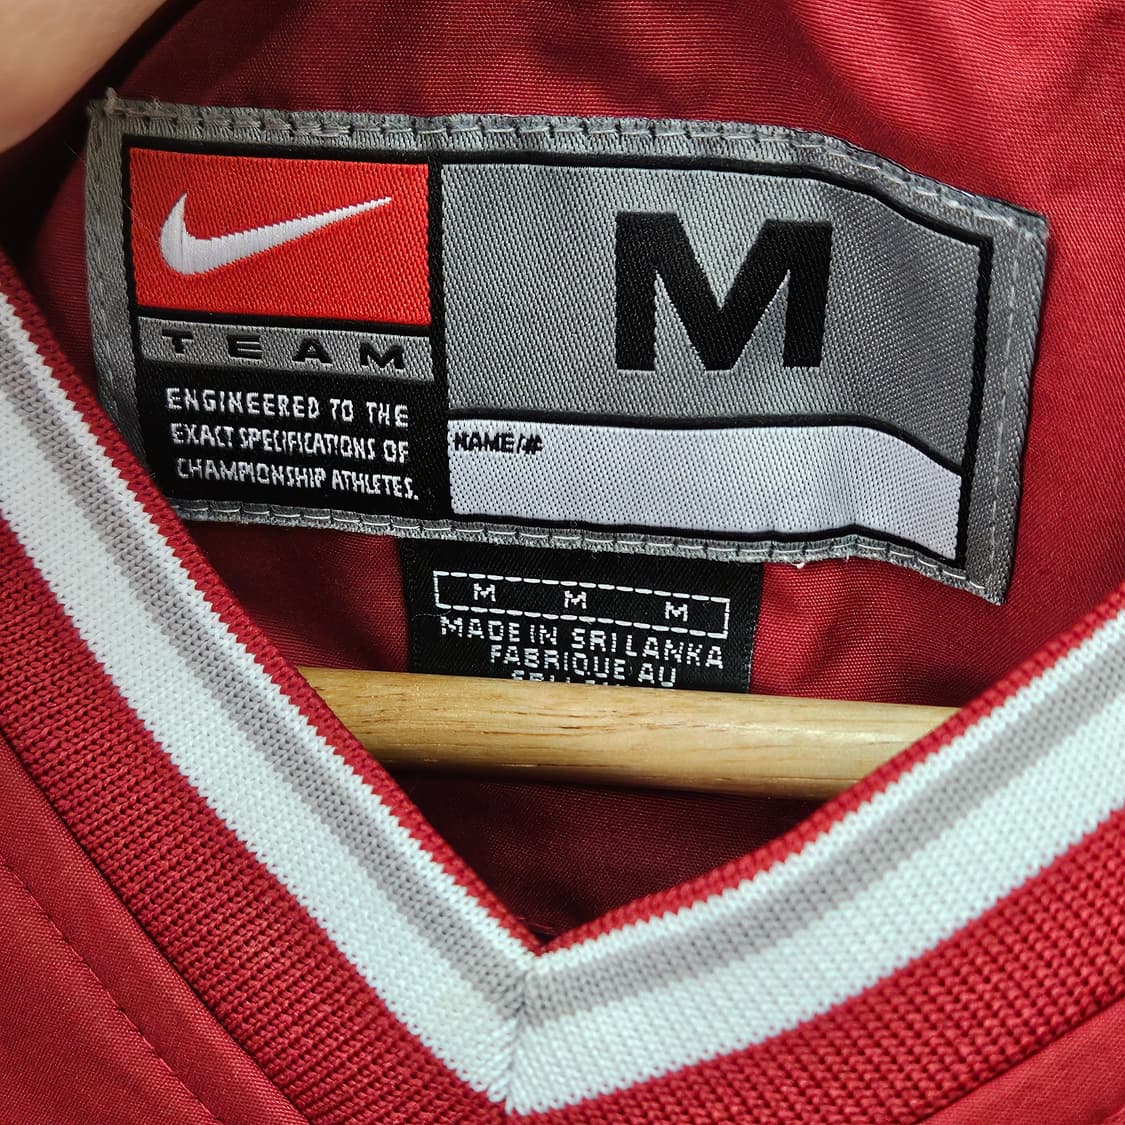 TEAM
ENGINEERED TO THE
EXACT SPECIFICATIONS OF
CHAMPIONSHIP ATHLETES.
M
NAME/#
M M M
MADE IN SRI LANKA
FABRIQUE AU